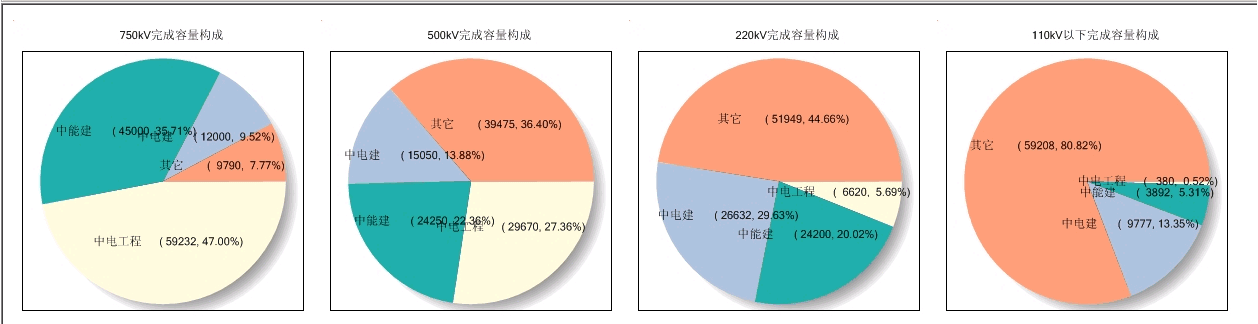 750kV完成容量构成
中能建 ( 45000, 35.71%)
中电建 ( 12000, 9.52%)
其它 ( 9790, 7.77%)
中电工程 ( 59232, 47.00%)
500kV完成容量构成
其它 ( 39475, 36.40%)
中电建 ( 15050, 13.88%)
中能建 ( 24250, 22.36%)
中电工程 ( 29670, 27.36%)
220kV完成容量构成
其它 ( 51949, 44.66%)
中电工程 ( 6620, 5.69%)
中电建 ( 26632, 29.63%)
中能建 ( 24200, 20.02%)
110kV以下完成容量构成
其它 ( 59208, 80.82%)
中电工程 ( 380, 0.52%)
中能建 ( 3892, 5.31%)
中电建 ( 9777, 13.35%)